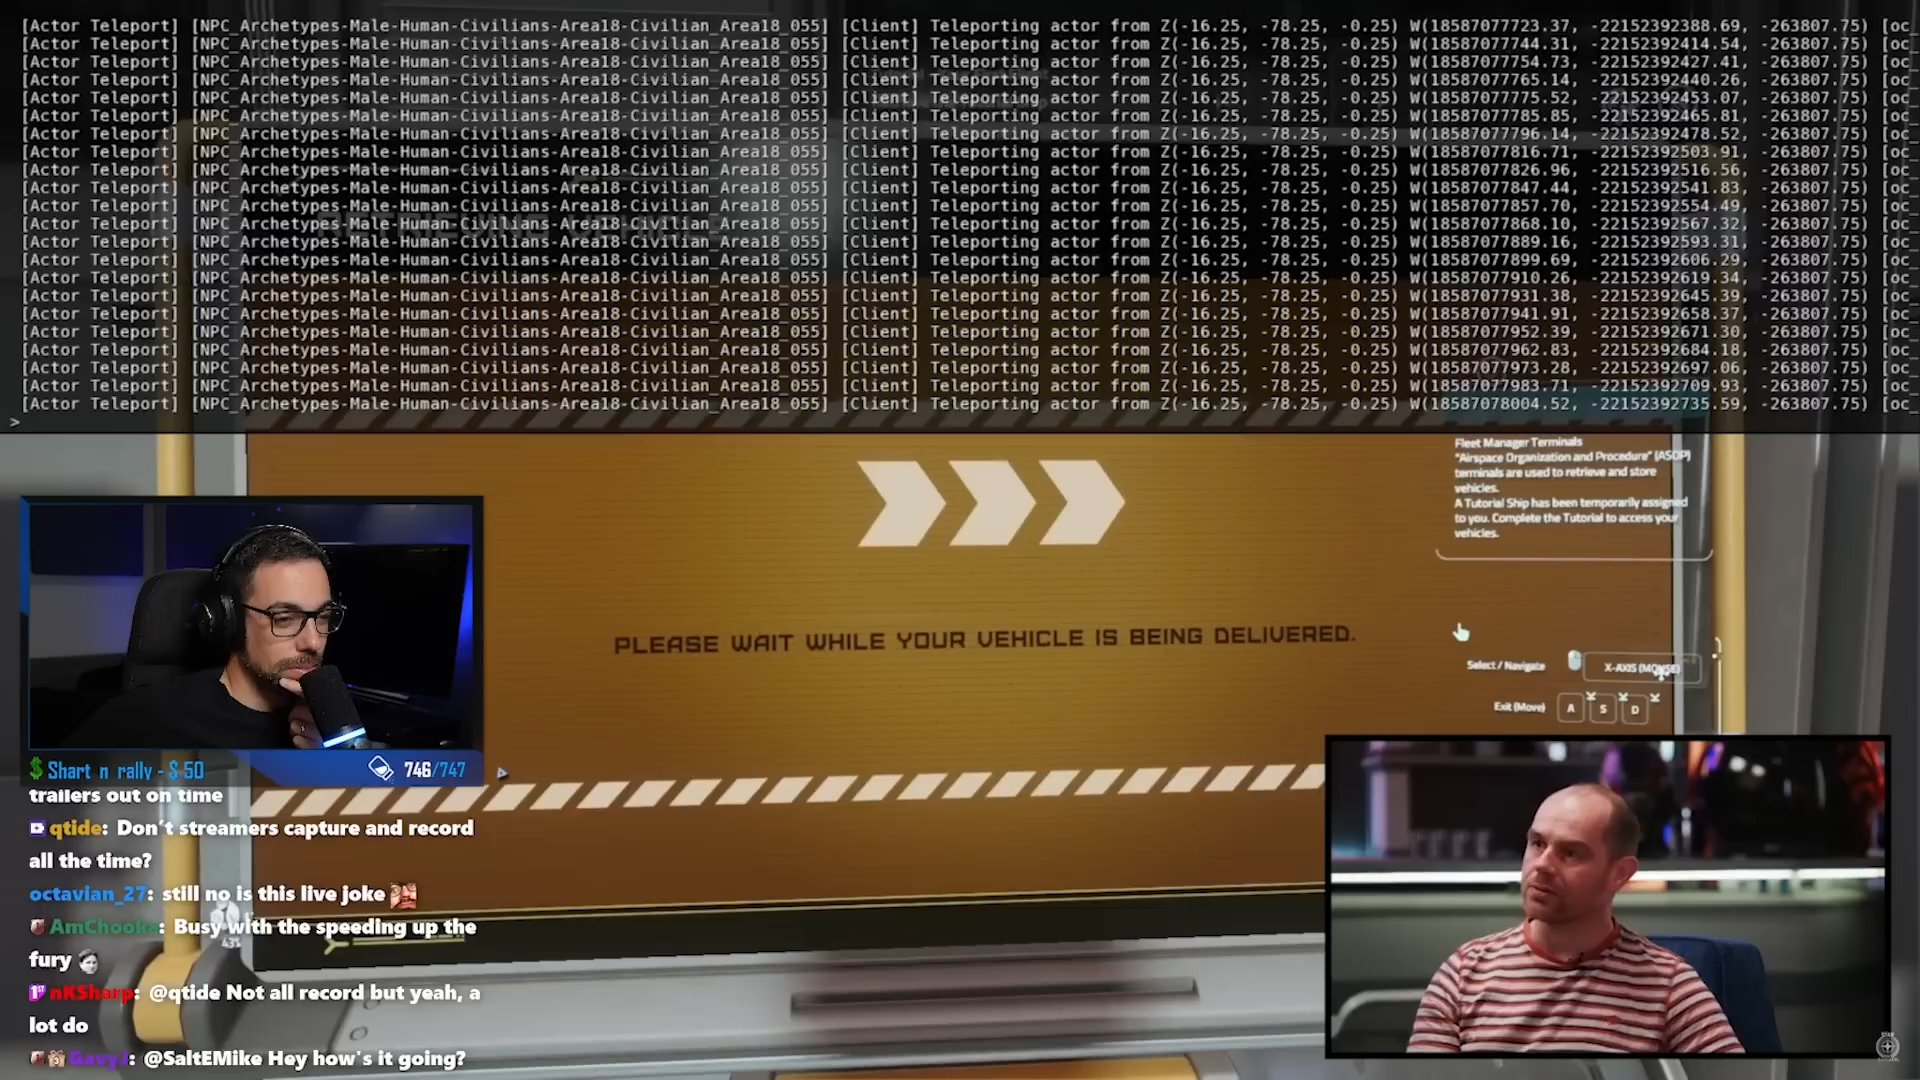 [Actor Teleport] [NPC_Archetypes-Male-Human-Civilians-Area18-Civilian_Area18_055] [Client] Teleporting actor from Z(-16.25, -78.25, -0.25) W(18587077723.37, -22152392388.69, -263807.75) [oc_
[Actor Teleport] [NPC_Archetypes-Male-Human-Civilians-Area18-Civilian_Area18_055] [Client] Teleporting actor from Z(-16.25, -78.25, -0.25) W(18587077744.31, -22152392414.54, -263807.75) [oc_
[Actor Teleport] [NPC_Archetypes-Male-Human-Civilians-Area18-Civilian_Area18_055] [Client] Teleporting actor from Z(-16.25, -78.25, -0.25) W(18587077754.73, -22152392427.41, -263807.75) [oc_
[Actor Teleport] [NPC_Archetypes-Male-Human-Civilians-Area18-Civilian_Area18_055] [Client] Teleporting actor from Z(-16.25, -78.25, -0.25) W(18587077765.14, -22152392440.26, -263807.75) [oc_
[Actor Teleport] [NPC_Archetypes-Male-Human-Civilians-Area18-Civilian_Area18_055] [Client] Teleporting actor from Z(-16.25, -78.25, -0.25) W(18587077775.52, -22152392453.07, -263807.75) [oc_
[Actor Teleport] [NPC_Archetypes-Male-Human-Civilians-Area18-Civilian_Area18_055] [Client] Teleporting actor from Z(-16.25, -78.25, -0.25) W(18587077785.85, -22152392465.81, -263807.75) [oc_
[Actor Teleport] [NPC_Archetypes-Male-Human-Civilians-Area18-Civilian_Area18_055] [Client] Teleporting actor from Z(-16.25, -78.25, -0.25) W(18587077796.14, -22152392478.52, -263807.75) [oc_
[Actor Teleport] [NPC_Archetypes-Male-Human-Civilians-Area18-Civilian_Area18_055] [Client] Teleporting actor from Z(-16.25, -78.25, -0.25) W(18587077816.71, -22152392503.91, -263807.75) [oc_
[Actor Teleport] [NPC_Archetypes-Male-Human-Civilians-Area18-Civilian_Area18_055] [Client] Teleporting actor from Z(-16.25, -78.25, -0.25) W(18587077826.96, -22152392516.56, -263807.75) [oc_
[Actor Teleport] [NPC_Archetypes-Male-Human-Civilians-Area18-Civilian_Area18_055] [Client] Teleporting actor from Z(-16.25, -78.25, -0.25) W(18587077847.44, -22152392541.83, -263807.75) [oc_
[Actor Teleport] [NPC_Archetypes-Male-Human-Civilians-Area18-Civilian_Area18_055] [Client] Teleporting actor from Z(-16.25, -78.25, -0.25) W(18587077857.70, -22152392554.49, -263807.75) [oc_
[Actor Teleport] [NPC_Archetypes-Male-Human-Civilians-Area18-Civilian_Area18_055] [Client] Teleporting actor from Z(-16.25, -78.25, -0.25) W(18587077868.10, -22152392567.32, -263807.75) [oc_
[Actor Teleport] [NPC_Archetypes-Male-Human-Civilians-Area18-Civilian_Area18_055] [Client] Teleporting actor from Z(-16.25, -78.25, -0.25) W(18587077889.16, -22152392593.31, -263807.75) [oc_
[Actor Teleport] [NPC_Archetypes-Male-Human-Civilians-Area18-Civilian_Area18_055] [Client] Teleporting actor from Z(-16.25, -78.25, -0.25) W(18587077899.69, -22152392606.29, -263807.75) [oc_
[Actor Teleport] [NPC_Archetypes-Male-Human-Civilians-Area18-Civilian_Area18_055] [Client] Teleporting actor from Z(-16.25, -78.25, -0.25) W(18587077910.26, -22152392619.34, -263807.75) [oc_
[Actor Teleport] [NPC_Archetypes-Male-Human-Civilians-Area18-Civilian_Area18_055] [Client] Teleporting actor from Z(-16.25, -78.25, -0.25) W(18587077931.38, -22152392645.39, -263807.75) [oc_
[Actor Teleport] [NPC_Archetypes-Male-Human-Civilians-Area18-Civilian_Area18_055] [Client] Teleporting actor from Z(-16.25, -78.25, -0.25) W(18587077941.91, -22152392658.37, -263807.75) [oc_
[Actor Teleport] [NPC_Archetypes-Male-Human-Civilians-Area18-Civilian_Area18_055] [Client] Teleporting actor from Z(-16.25, -78.25, -0.25) W(18587077952.39, -22152392671.30, -263807.75) [oc_
[Actor Teleport] [NPC_Archetypes-Male-Human-Civilians-Area18-Civilian_Area18_055] [Client] Teleporting actor from Z(-16.25, -78.25, -0.25) W(18587077962.83, -22152392684.18, -263807.75) [oc_
[Actor Teleport] [NPC_Archetypes-Male-Human-Civilians-Area18-Civilian_Area18_055] [Client] Teleporting actor from Z(-16.25, -78.25, -0.25) W(18587077973.28, -22152392697.06, -263807.75) [oc_
[Actor Teleport] [NPC_Archetypes-Male-Human-Civilians-Area18-Civilian_Area18_055] [Client] Teleporting actor from Z(-16.25, -78.25, -0.25) W(18587077983.71, -22152392709.93, -263807.75) [oc_
[Actor Teleport] [NPC_Archetypes-Male-Human-Civilians-Area18-Civilian_Area18_055] [Client] Teleporting actor from Z(-16.25, -78.25, -0.25) W(18587078004.52, -22152392735.59, -263807.75) [oc_
>
RETRIEVING VEHICLE
Fleet Manager Terminals
"Airspace Organization and Procedure" (ASOP)
terminals are used to retrieve and store
vehicles.
A Tutorial Ship has been temporarily assigned
to you. Complete the Tutorial to access your
vehicles.
PLEASE WAIT WHILE YOUR VEHICLE IS BEING DELIVERED.
Select / Navigate X-AXIS (MOUSE)
Exit (Move) A S D
Shart_n_rally - $50 746/747
trailers out on time
qtide: Don't streamers capture and record
all the time?
octavian_27: still no is this live joke
AmChooks: Busy with the speeding up the
fury
43%
nKSharp: @qtide Not all record but yeah, a
lot do
GavyJ: @SaltEMike Hey how's it going?